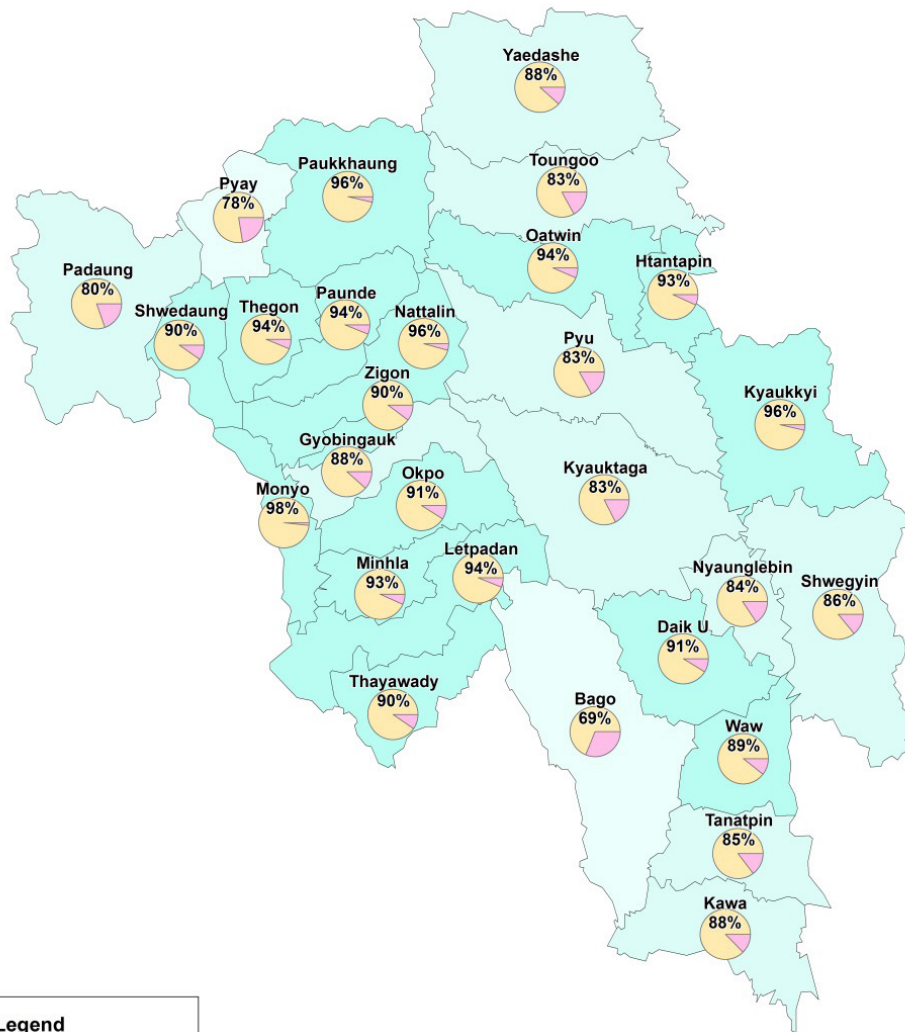 Yaedashe
88%
Toungoo
83%
Paukkhaung
96%
Pyay
78%
Oatwin
94%
Htantapin
93%
Padaung
80%
Shwedaung
90%
Thegon
94%
Paunde
94%
Nattalin
96%
Pyu
83%
Zigon
90%
Kyaukkyi
96%
Gyobingauk
88%
Okpo
91%
Kyauktaga
83%
Monyo
98%
Minhla
93%
Letpadan
94%
Nyaunglebin
84%
Shwegyin
86%
Daik U
91%
Thayawady
90%
Bago
69%
Waw
89%
Tanatpin
85%
Kawa
88%
Legend